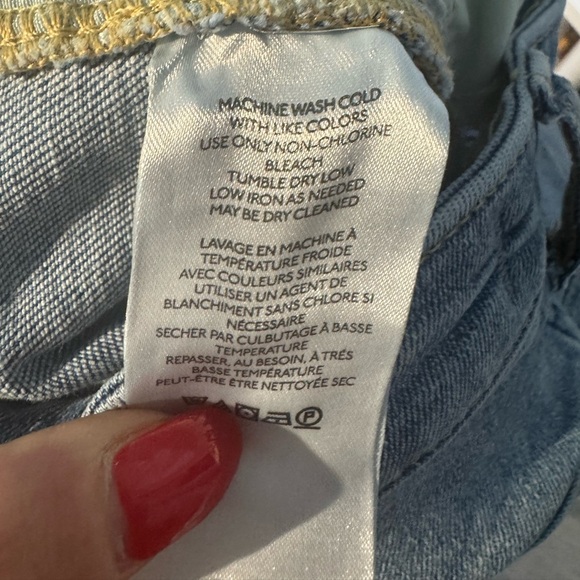 MACHINE WASH COLD
WITH LIKE COLORS
USE ONLY NON-CHLORINE
BLEACH
TUMBLE DRY LOW
LOW IRON AS NEEDED
MAY BE DRY CLEANED
LAVAGE EN MACHINE À
TEMPÉRATURE FROIDE
AVEC COULEURS SIMILAIRES
UTILISER UN AGENT DE
BLANCHIMENT SANS CHLORE SI
NÉCESSAIRE
SECHER PAR CULBUTAGE À BASSE
TEMPERATURE
REPASSER, AU BESOIN, À TRÉS
BASSE TEMPÉRATURE
PEUT-ÊTRE ÊTRE NETTOYÉE SEC
P